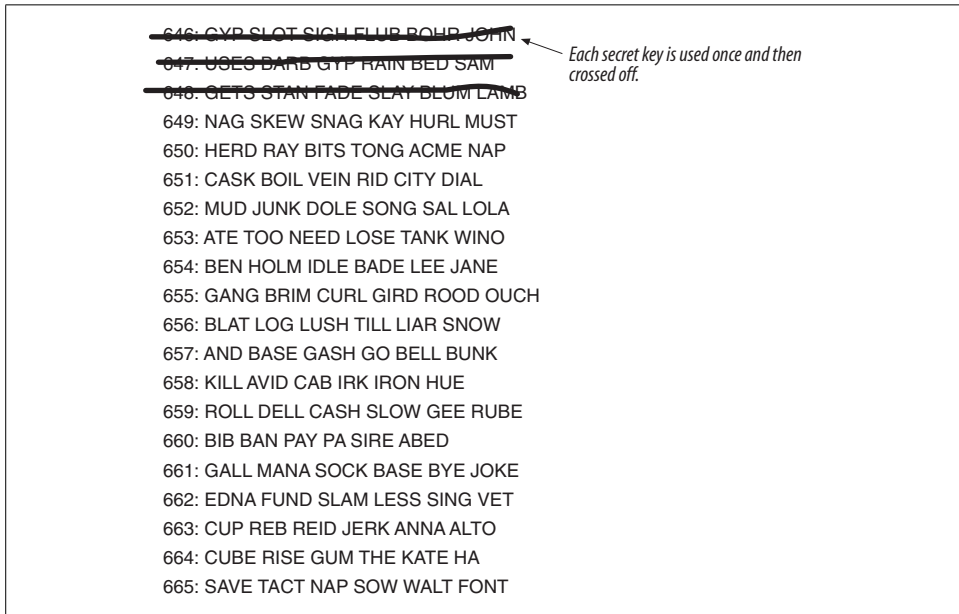 646: GYP SLOT SIGH FLUB BOHR JOHN
Each secret key is used once and then
crossed off.
647: USES BARB GYP RAIN BED SAM
648: GETS STAN FADE SLAY BLUM LAMB
649: NAG SKEW SNAG KAY HURL MUST
650: HERD RAY BITS TONG ACME NAP
651: CASK BOIL VEIN RID CITY DIAL
652: MUD JUNK DOLE SONG SAL LOLA
653: ATE TOO NEED LOSE TANK WINO
654: BEN HOLM IDLE BADE LEE JANE
655: GANG BRIM CURL GIRD ROOD OUCH
656: BLAT LOG LUSH TILL LIAR SNOW
657: AND BASE GASH GO BELL BUNK
658: KILL AVID CAB IRK IRON HUE
659: ROLL DELL CASH SLOW GEE RUBE
660: BIB BAN PAY PA SIRE ABED
661: GALL MANA SOCK BASE BYE JOKE
662: EDNA FUND SLAM LESS SING VET
663: CUP REB REID JERK ANNA ALTO
664: CUBE RISE GUM THE KATE HA
665: SAVE TACT NAP SOW WALT FONT